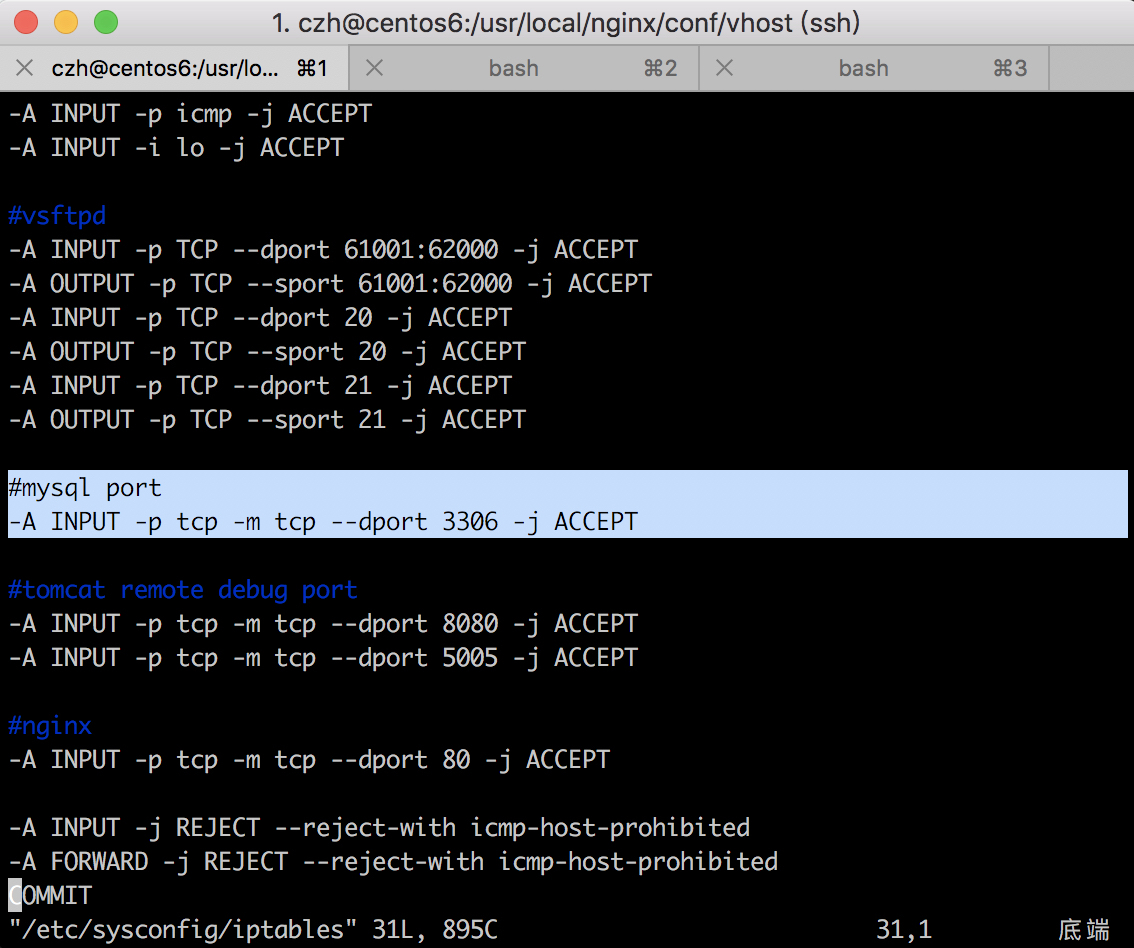 1. czh@centos6:/usr/local/nginx/conf/vhost (ssh)
czh@centos6:/usr/lo... ⌘1 bash ⌘2 bash ⌘3
-A INPUT -p icmp -j ACCEPT
-A INPUT -i lo -j ACCEPT
#vsftpd
-A INPUT -p TCP --dport 61001:62000 -j ACCEPT
-A OUTPUT -p TCP --sport 61001:62000 -j ACCEPT
-A INPUT -p TCP --dport 20 -j ACCEPT
-A OUTPUT -p TCP --sport 20 -j ACCEPT
-A INPUT -p TCP --dport 21 -j ACCEPT
-A OUTPUT -p TCP --sport 21 -j ACCEPT
#mysql port
-A INPUT -p tcp -m tcp --dport 3306 -j ACCEPT
#tomcat remote debug port
-A INPUT -p tcp -m tcp --dport 8080 -j ACCEPT
-A INPUT -p tcp -m tcp --dport 5005 -j ACCEPT
#nginx
-A INPUT -p tcp -m tcp --dport 80 -j ACCEPT
-A INPUT -j REJECT --reject-with icmp-host-prohibited
-A FORWARD -j REJECT --reject-with icmp-host-prohibited
COMMIT
"/etc/sysconfig/iptables" 31L, 895C 31,1 底端